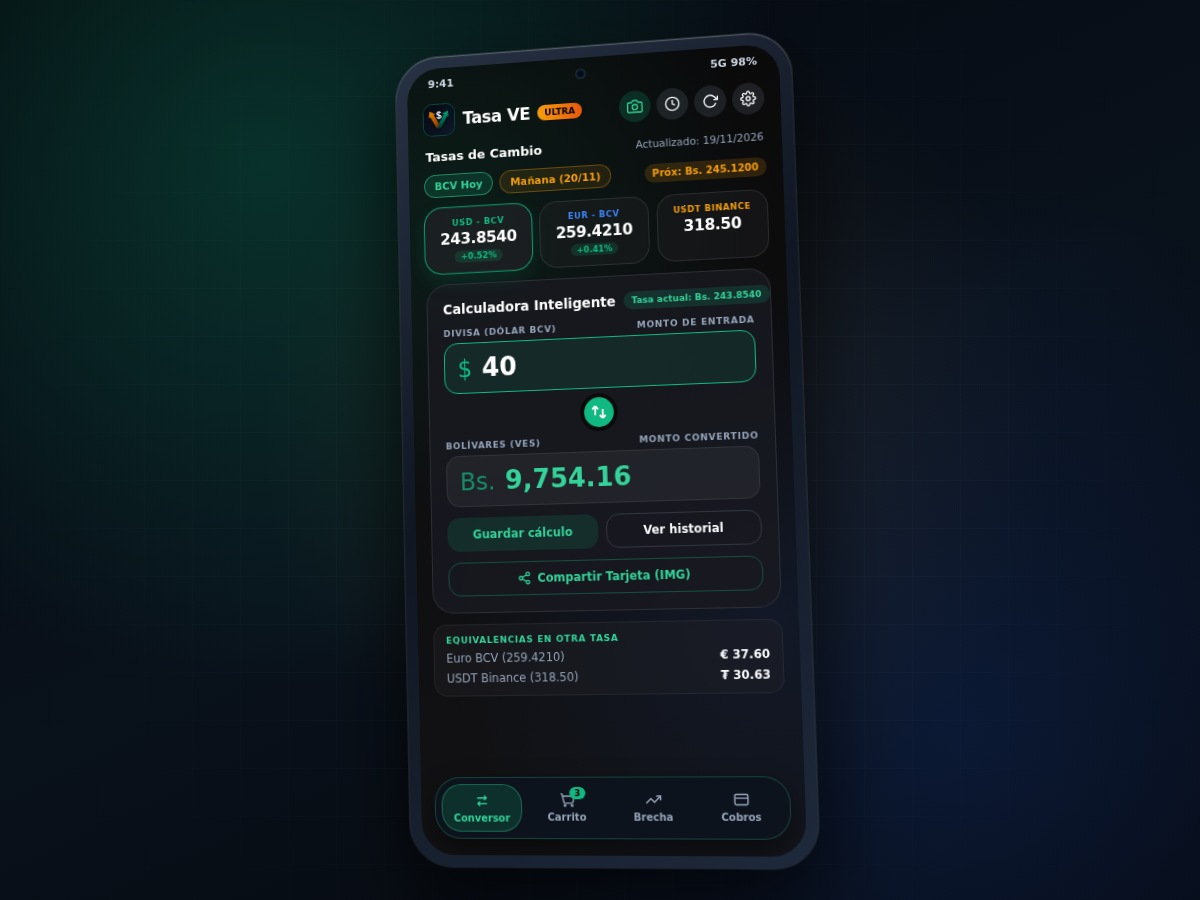 9:41
5G 98%
Tasa VE ULTRA
Tasas de Cambio
Actualizado: 19/11/2026
BCV Hoy
Mañana (20/11)
Próx: Bs. 245.1200
USD - BCV
243.8540
+0.52%
EUR - BCV
259.4210
+0.41%
USDT BINANCE
318.50
Calculadora Inteligente
Tasa actual: Bs. 243.8540
DIVISA (DÓLAR BCV)
MONTO DE ENTRADA
$ 40
BOLÍVARES (VES)
MONTO CONVERTIDO
Bs. 9,754.16
Guardar cálculo
Ver historial
Compartir Tarjeta (IMG)
EQUIVALENCIAS EN OTRA TASA
Euro BCV (259.4210)
€ 37.60
USDT Binance (318.50)
₮ 30.63
Conversor
3
Carrito
Brecha
Cobros